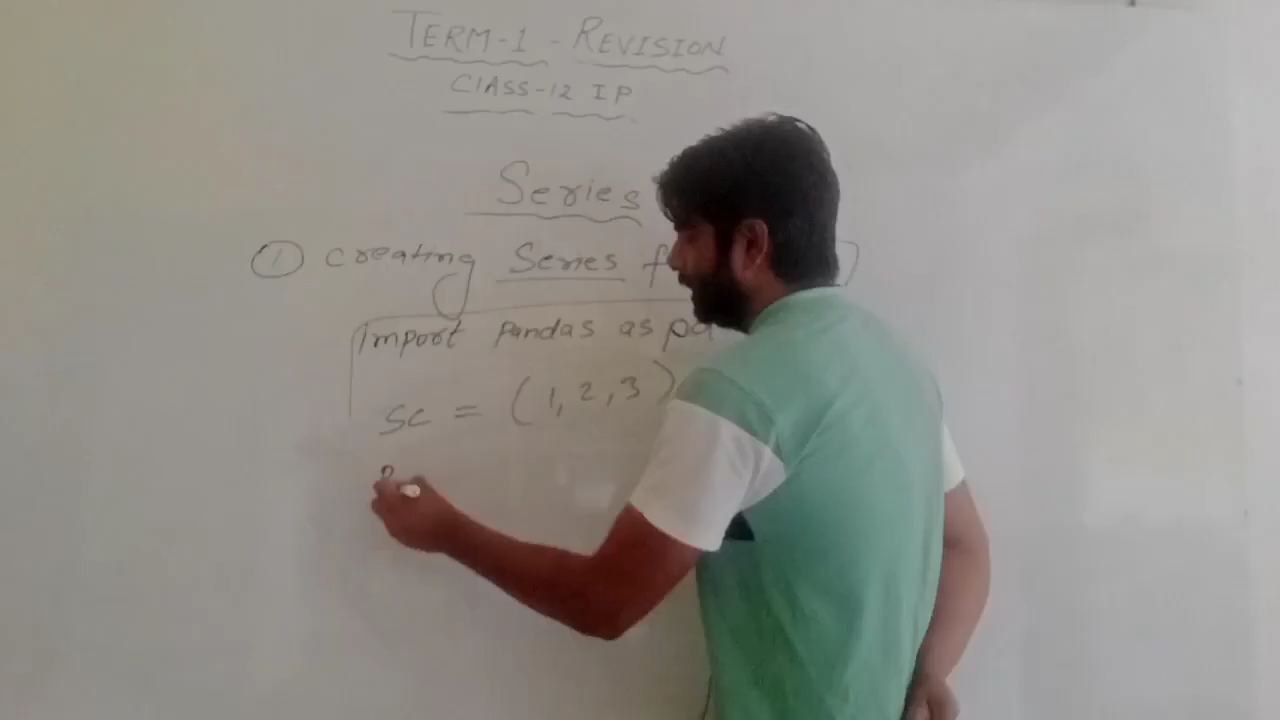 TERM-1 - REVISION
CLASS-12 IP
Series
① creating Series
import pandas as pd
sc = (1, 2, 3)